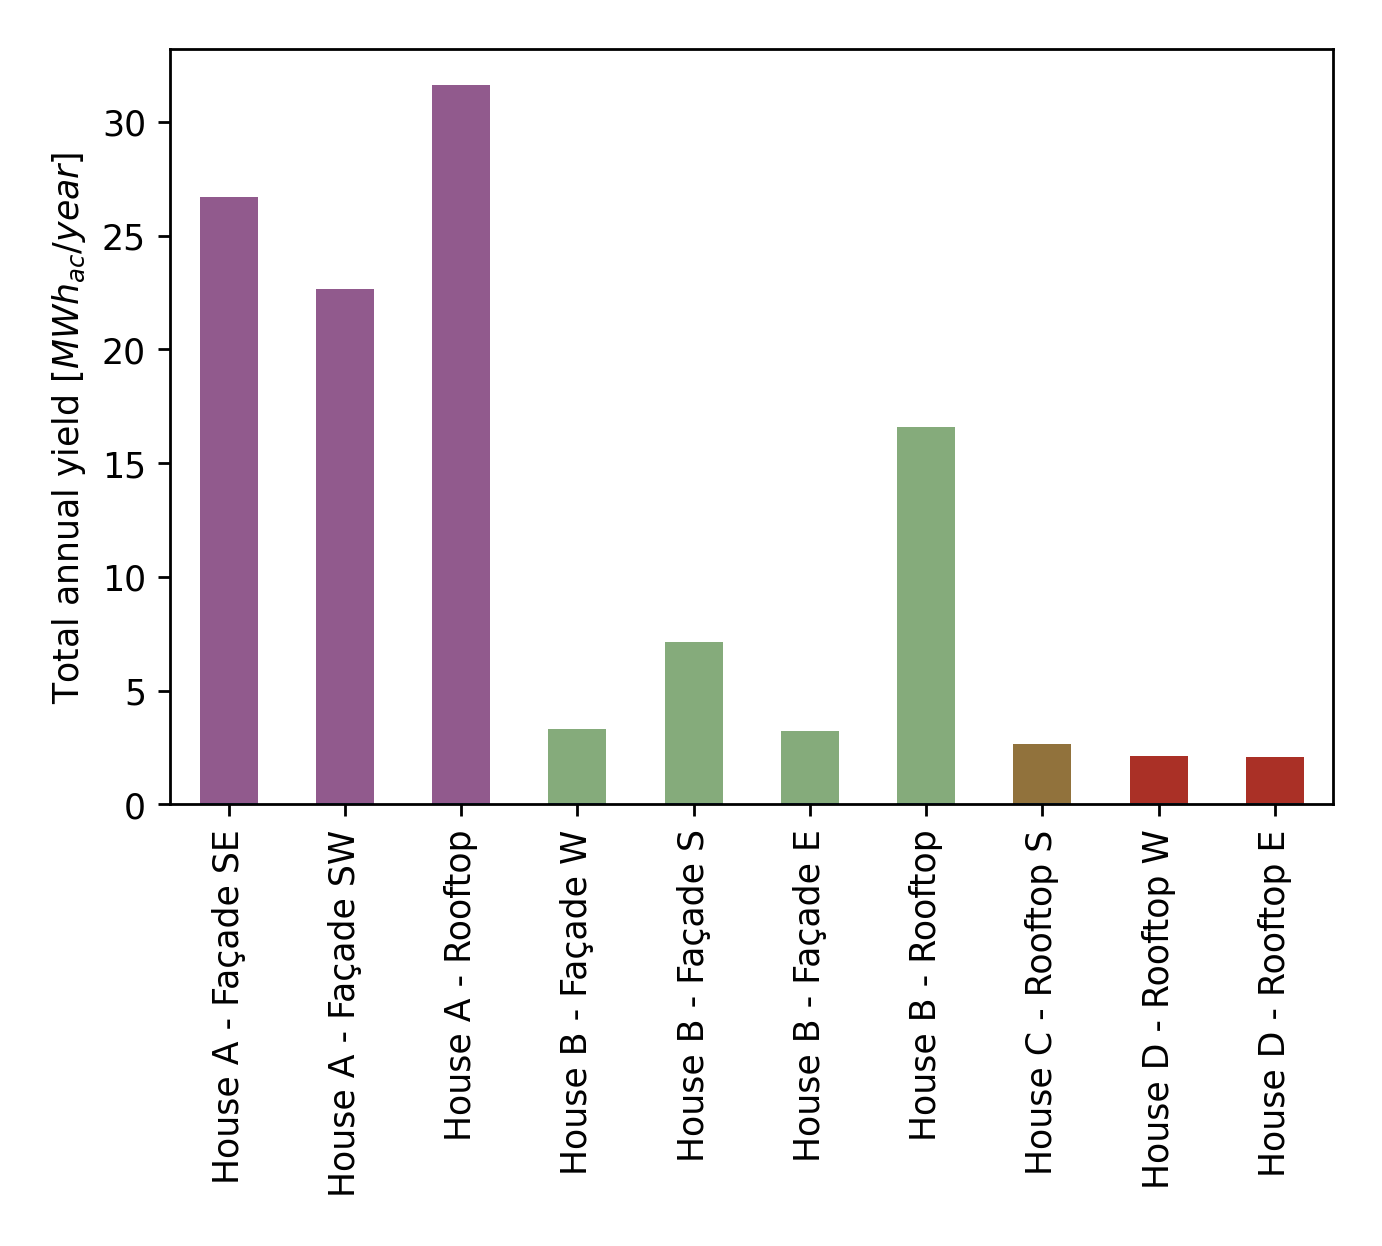 Total annual yield [MWh_ac/year]
30
25
20
15
10
5
0
House A - Façade SE
House A - Façade SW
House A - Rooftop
House B - Façade W
House B - Façade S
House B - Façade E
House B - Rooftop
House C - Rooftop S
House D - Rooftop W
House D - Rooftop E